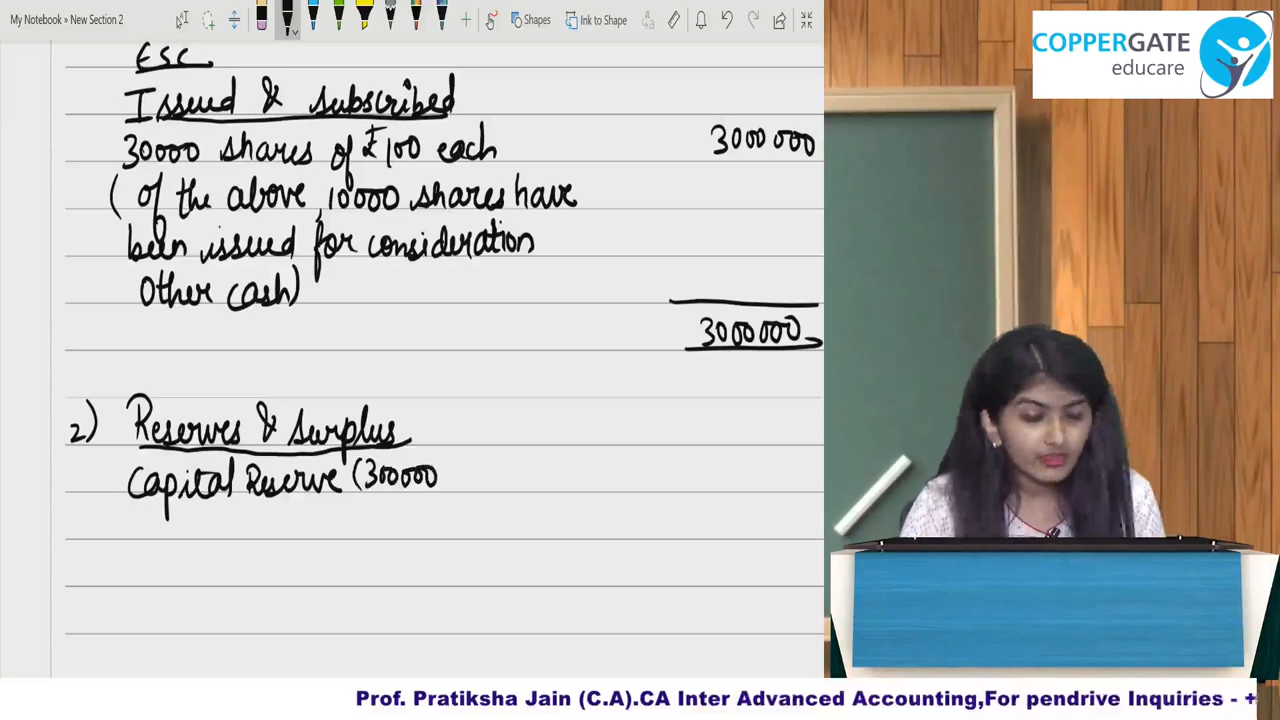 My Notebook » New Section 2
Shapes
Ink to Shape
COPPERGATE
educare
ESC
Issued & subscribed
30000 shares of ₹100 each 3000000
(of the above, 10000 shares have
been issued for consideration
Other cash)
3000000
2) Reserves & Surplus
Capital Reserve (300000
Prof. Pratiksha Jain (C.A).CA Inter Advanced Accounting,For pendrive Inquiries - +